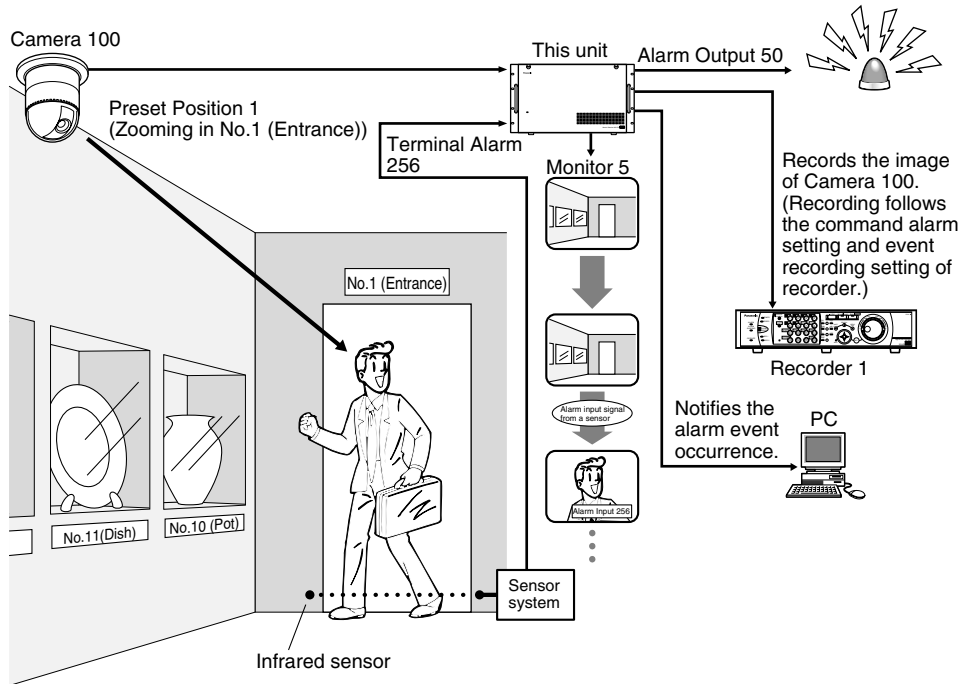 Camera 100
This unit
Alarm Output 50
Preset Position 1
(Zooming in No.1 (Entrance))
Terminal Alarm
256
Monitor 5
Records the image
of Camera 100.
(Recording follows
the command alarm
setting and event
recording setting of
recorder.)
No.1 (Entrance)
Recorder 1
Alarm input signal
from a sensor
Notifies the
alarm event
occurrence.
PC
Alarm Input 256
No.11(Dish)
No.10 (Pot)
Sensor
system
Infrared sensor